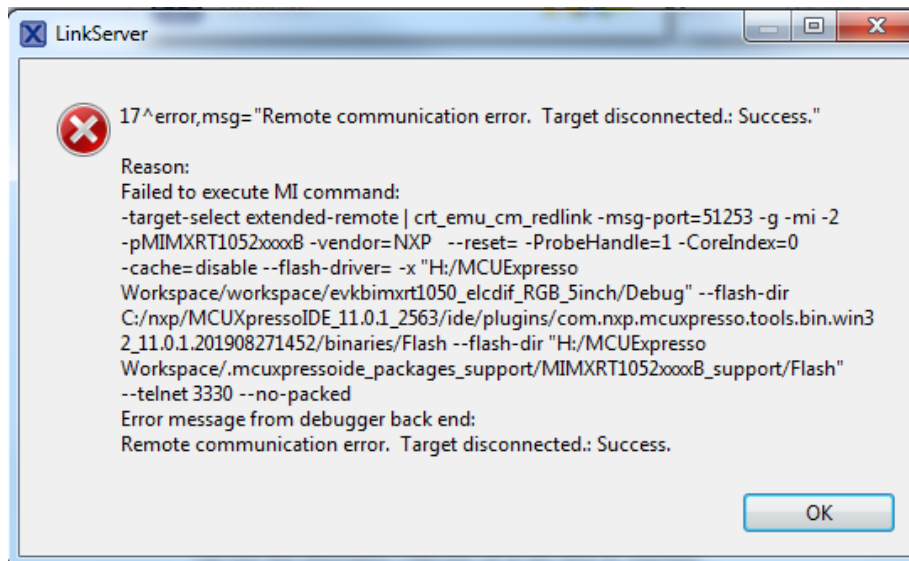 LinkServer
17^error,msg="Remote communication error.  Target disconnected.: Success."
Reason:
Failed to execute MI command:
-target-select extended-remote | crt_emu_cm_redlink -msg-port=51253 -g -mi -2
-pMIMXRT1052xxxxB -vendor=NXP   --reset= -ProbeHandle=1 -CoreIndex=0
-cache=disable --flash-driver= -x "H:/MCUExpresso
Workspace/workspace/evkbimxrt1050_elcdif_RGB_5inch/Debug" --flash-dir
C:/nxp/MCUXpressoIDE_11.0.1_2563/ide/plugins/com.nxp.mcuxpresso.tools.bin.win3
2_11.0.1.201908271452/binaries/Flash --flash-dir "H:/MCUExpresso
Workspace/.mcuxpressoide_packages_support/MIMXRT1052xxxxB_support/Flash"
--telnet 3330 --no-packed
Error message from debugger back end:
Remote communication error.  Target disconnected.: Success.
OK